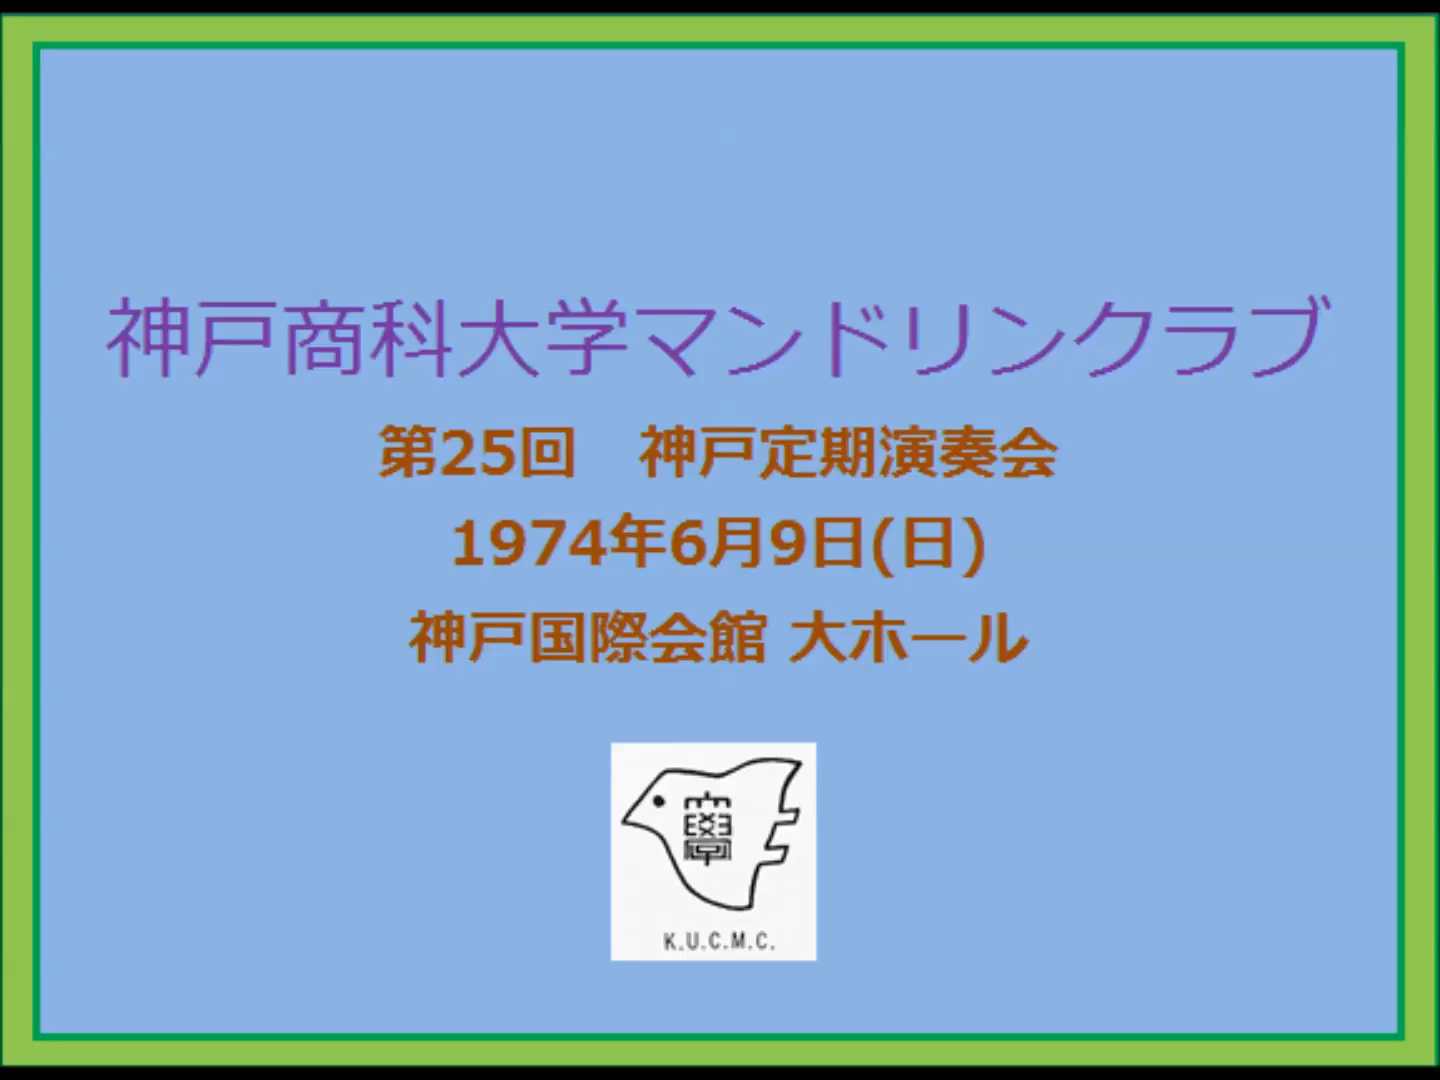 神戸商科大学マンドリンクラブ
第25回　神戸定期演奏会
1974年6月9日(日)
神戸国際会館 大ホール
K.U.C.M.C.